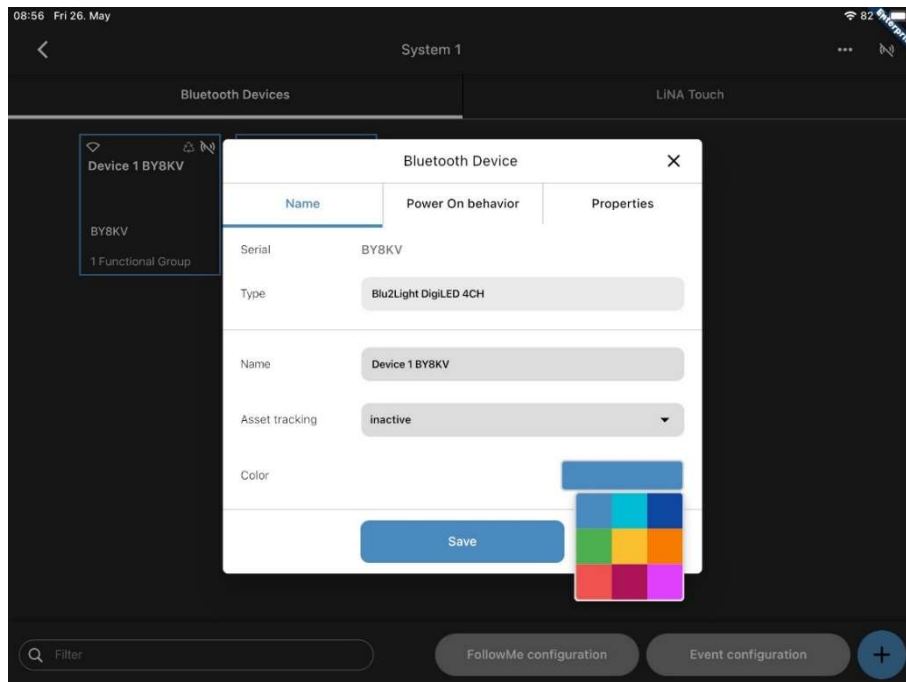 08:56 Fri 26. May
82
System 1
Bluetooth Devices
LiNA Touch
Device 1 BY8KV
BY8KV
1 Functional Group
Bluetooth Device
Name
Power On behavior
Properties
Serial
BY8KV
Type
Blu2Light DigiLED 4CH
Name
Device 1 BY8KV
Asset tracking
inactive
Color
Save
Filter
FollowMe configuration
Event configuration